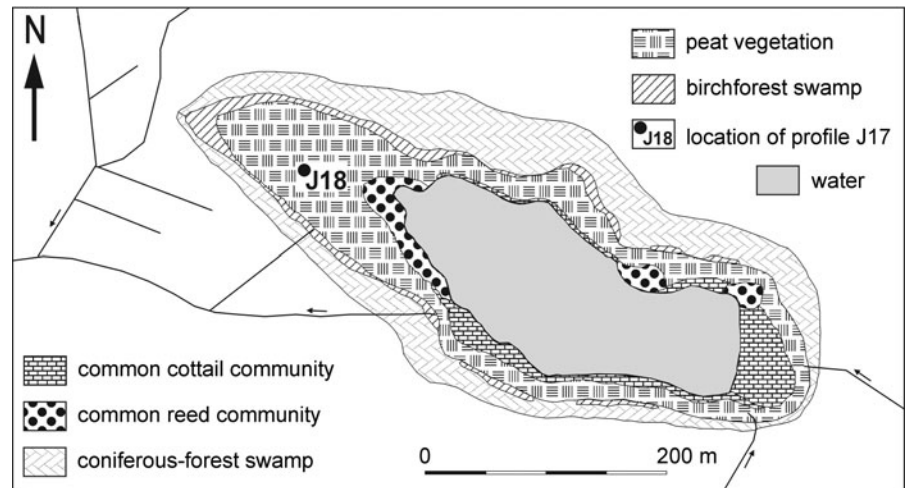 N
peat vegetation
birchforest swamp
J18 location of profile J17
water
J18
common cottail community
common reed community
coniferous-forest swamp
0 200 m